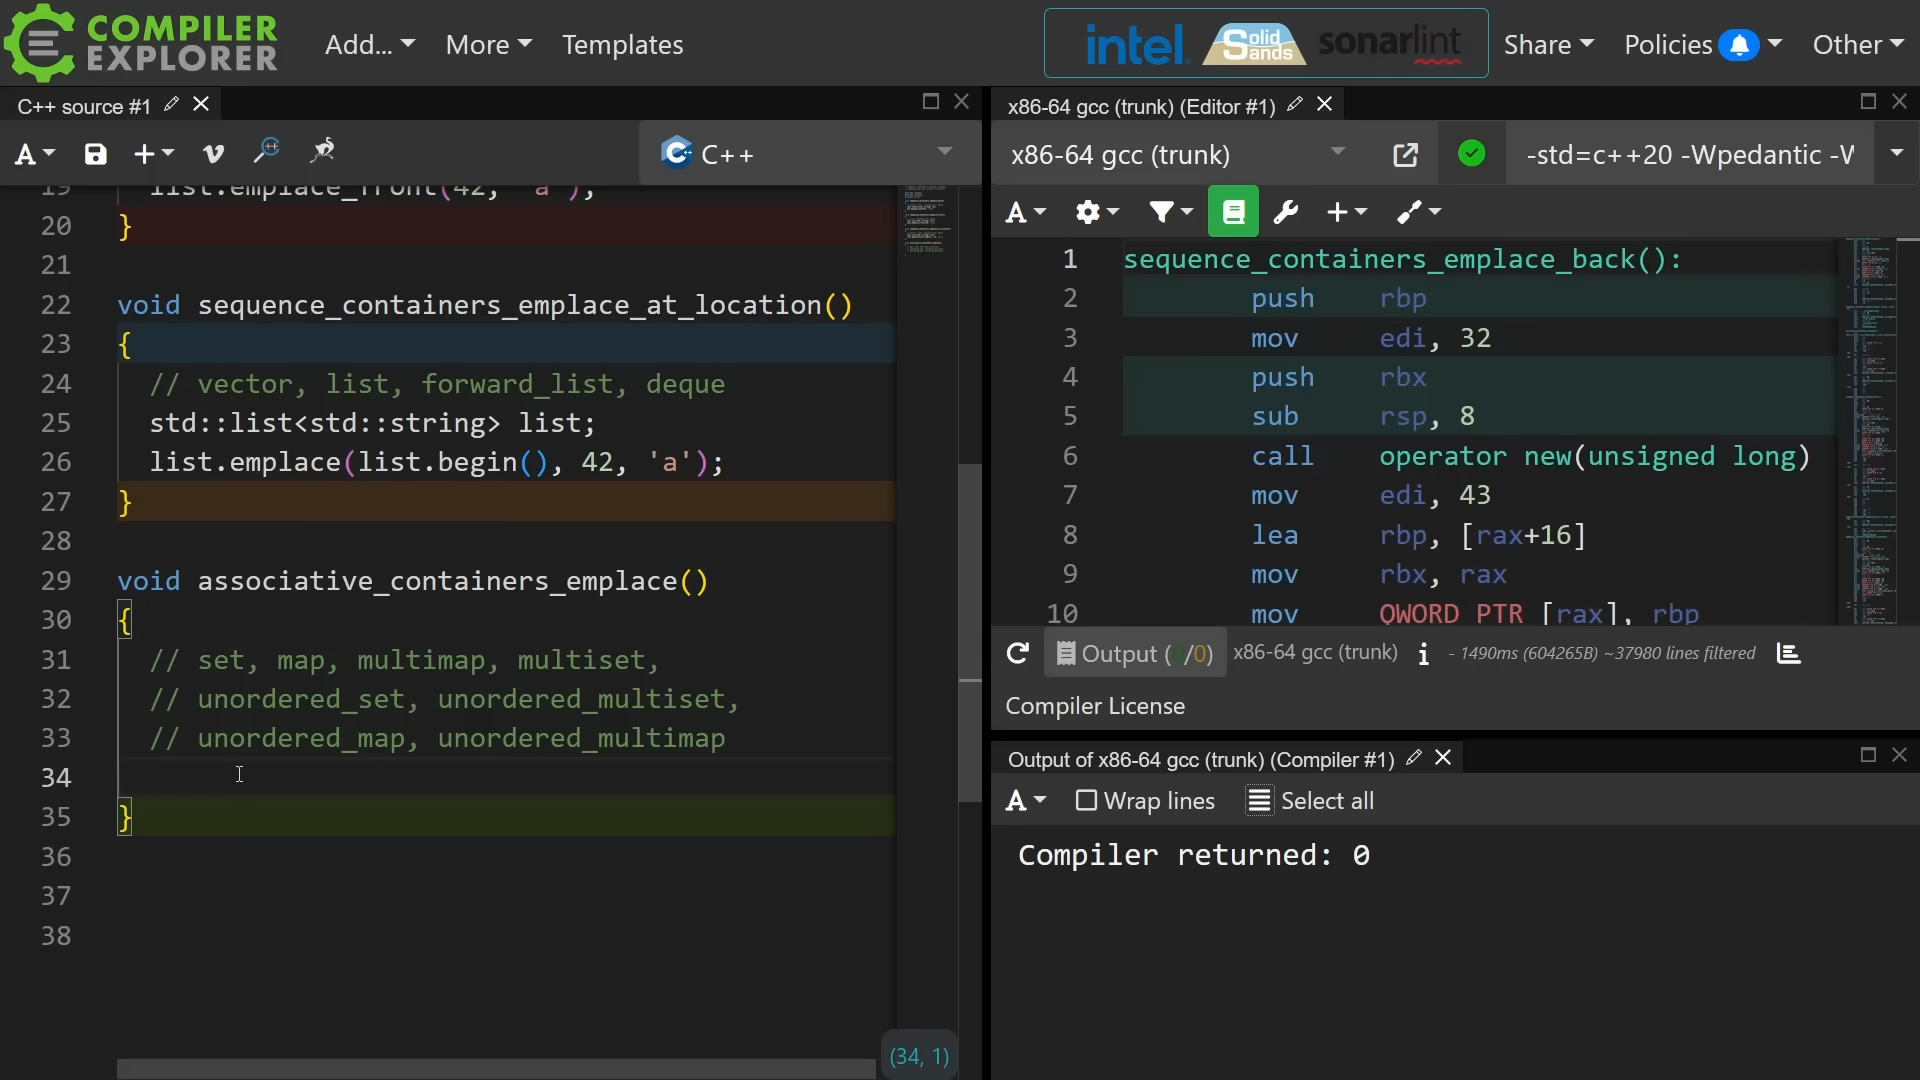 COMPILER
EXPLORER
Add...
More
Templates
intel.
Solid
Sands
sonarlint
Share
Policies
Other
C++ source #1
A
C++
19 list.emplace_front(42, 'a');
20 }
21
22 void sequence_containers_emplace_at_location()
23 {
24 // vector, list, forward_list, deque
25 std::list<std::string> list;
26 list.emplace(list.begin(), 42, 'a');
27 }
28
29 void associative_containers_emplace()
30 {
31 // set, map, multimap, multiset,
32 // unordered_set, unordered_multiset,
33 // unordered_map, unordered_multimap
34
35 }
36
37
38
(34, 1)
x86-64 gcc (trunk) (Editor #1)
x86-64 gcc (trunk)
-std=c++20 -Wpedantic -W
A
1 sequence_containers_emplace_back():
2 push rbp
3 mov edi, 32
4 push rbx
5 sub rsp, 8
6 call operator new(unsigned long)
7 mov edi, 43
8 lea rbp, [rax+16]
9 mov rbx, rax
10 mov QWORD PTR [rax], rbp
Output ( /0) x86-64 gcc (trunk) i - 1490ms (604265B) ~37980 lines filtered
Compiler License
Output of x86-64 gcc (trunk) (Compiler #1)
A
Wrap lines
Select all
Compiler returned: 0